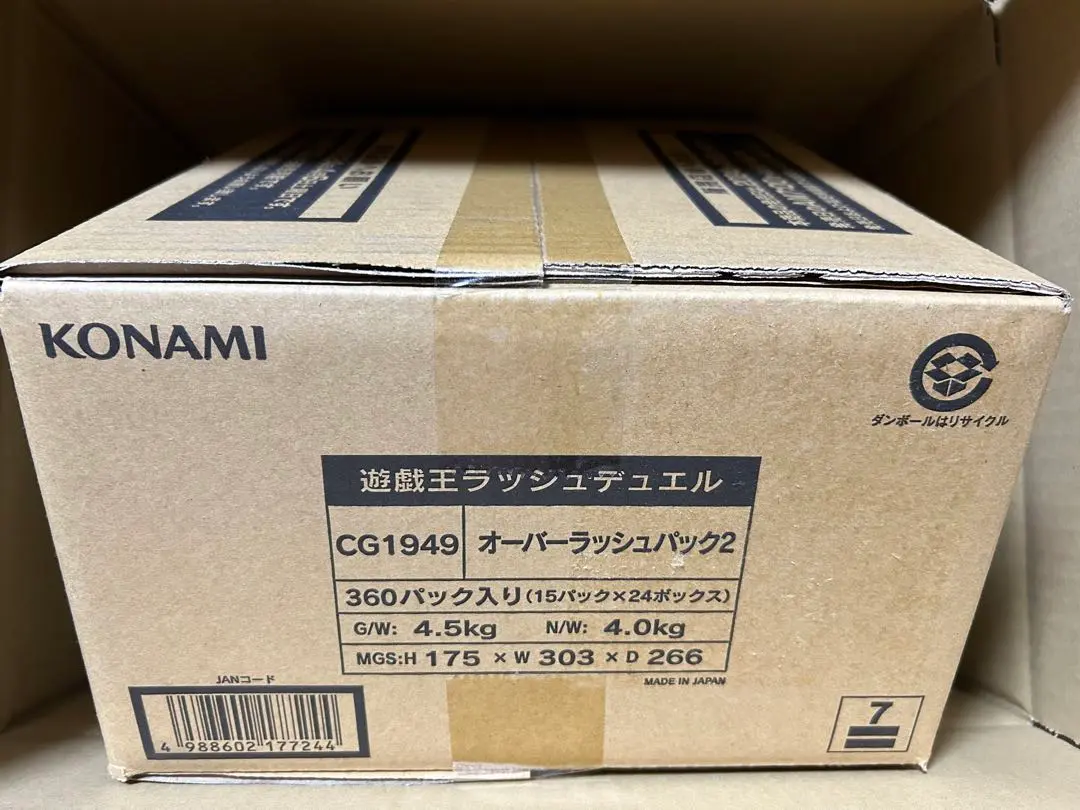 KONAMI
ダンボールはリサイクル
遊戯王ラッシュデュエル
CG1949 オーバーラッシュパック2
360パック入り(15パック×24ボックス)
G/W: 4.5kg N/W: 4.0kg
MGS:H 175 × W 303 × D 266
MADE IN JAPAN
JANコード
4 988602 177244
7